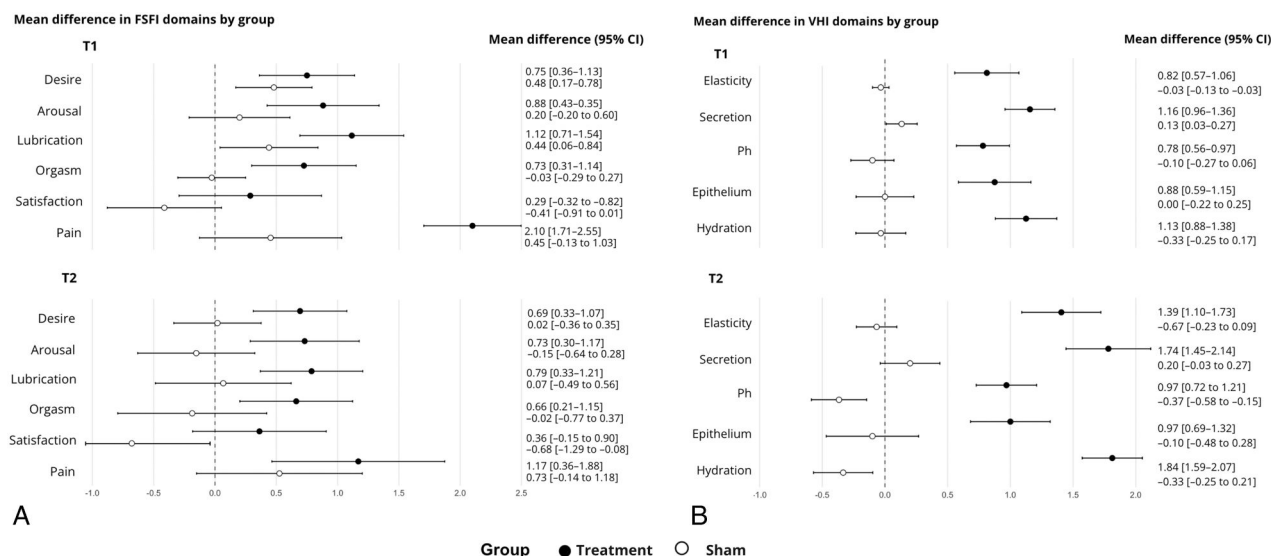 Mean difference in FSFI domains by group
T1
Mean difference (95% CI)
Desire
0.75 [0.36–1.13]
0.48 [0.17–0.78]
Arousal
0.88 [0.43–0.35]
0.20 [−0.20 to 0.60]
Lubrication
1.12 [0.71–1.54]
0.44 [0.06–0.84]
Orgasm
0.73 [0.31–1.14]
−0.03 [−0.29 to 0.27]
Satisfaction
0.29 [−0.32 to −0.82]
−0.41 [−0.91 to 0.01]
Pain
2.10 [1.71–2.55]
0.45 [−0.13 to 1.03]
T2
Desire
0.69 [0.33–1.07]
0.02 [−0.36 to 0.35]
Arousal
0.73 [0.30–1.17]
−0.15 [−0.64 to 0.28]
Lubrication
0.79 [0.33–1.21]
0.07 [−0.49 to 0.56]
Orgasm
0.66 [0.21–1.15]
−0.02 [−0.77 to 0.37]
Satisfaction
0.36 [−0.15 to 0.90]
−0.68 [−1.29 to −0.08]
Pain
1.17 [0.36–1.88]
0.73 [−0.14 to 1.18]
-1.0 -0.5 0.0 0.5 1.0 1.5 2.0 2.5
A
Mean difference in VHI domains by group
Mean difference (95% CI)
T1
Elasticity
0.82 [0.57–1.06]
−0.03 [−0.13 to −0.03]
Secretion
1.16 [0.96–1.36]
0.13 [0.03–0.27]
Ph
0.78 [0.56–0.97]
−0.10 [−0.27 to 0.06]
Epithelium
0.88 [0.59–1.15]
0.00 [−0.22 to 0.25]
Hydration
1.13 [0.88–1.38]
−0.33 [−0.25 to 0.17]
T2
Elasticity
1.39 [1.10–1.73]
−0.67 [−0.23 to 0.09]
Secretion
1.74 [1.45–2.14]
0.20 [−0.03 to 0.27]
Ph
0.97 [0.72 to 1.21]
−0.37 [−0.58 to −0.15]
Epithelium
0.97 [0.69–1.32]
−0.10 [−0.48 to 0.28]
Hydration
1.84 [1.59–2.07]
−0.33 [−0.25 to 0.21]
-1.0 -0.5 0.0 0.5 1.0 1.5 2.0
B
Group Treatment Sham